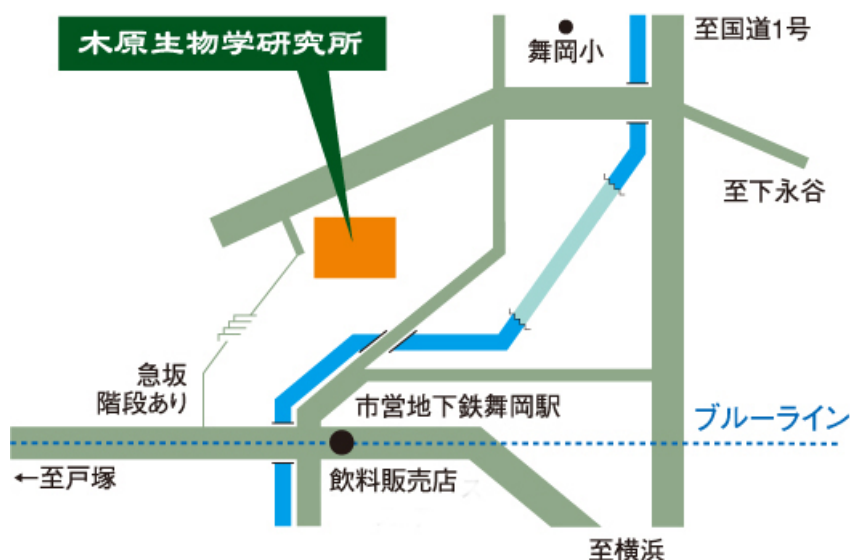 木原生物学研究所
舞岡小
至国道1号
至下永谷
急坂
階段あり
市営地下鉄舞岡駅
ブルーライン
←至戸塚
飲料販売店
至横浜